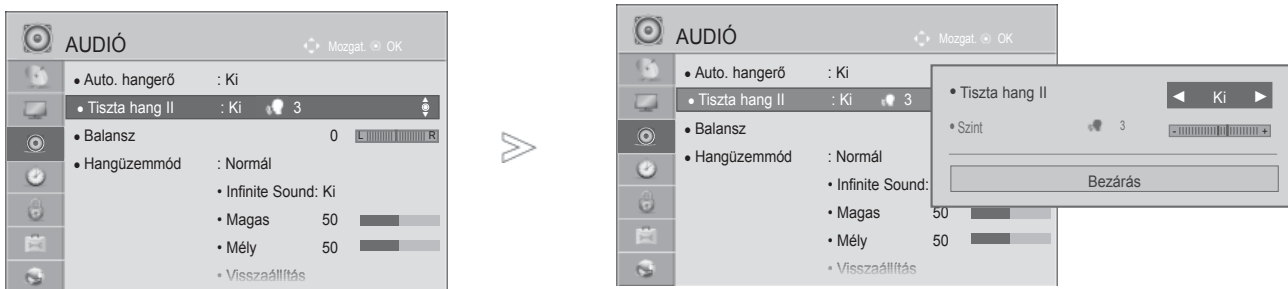 AUDIÓ
Mozgat. OK
• Auto. hangerő : Ki
• Tiszta hang II : Ki 3
• Balansz 0 L R
• Hangüzemmód : Normál
• Infinite Sound: Ki
• Magas 50
• Mély 50
• Visszaállítás
AUDIÓ
Mozgat. OK
• Auto. hangerő : Ki
• Tiszta hang II : Ki 3
• Balansz
• Hangüzemmód : Normál
• Infinite Sound:
• Magas 50
• Mély 50
• Visszaállítás
• Tiszta hang II ◄ Ki ►
• Szint 3 - +
Bezárás